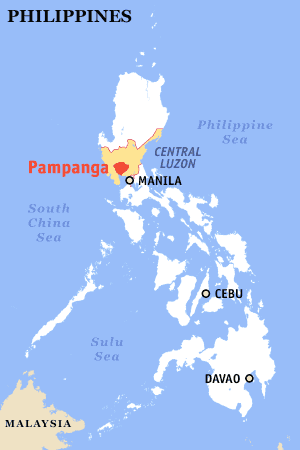 PHILIPPINES
Philippine
Sea
CENTRAL
LUZON
Pampanga
MANILA
South
China
Sea
CEBU
Sulu
Sea
DAVAO
MALAYSIA